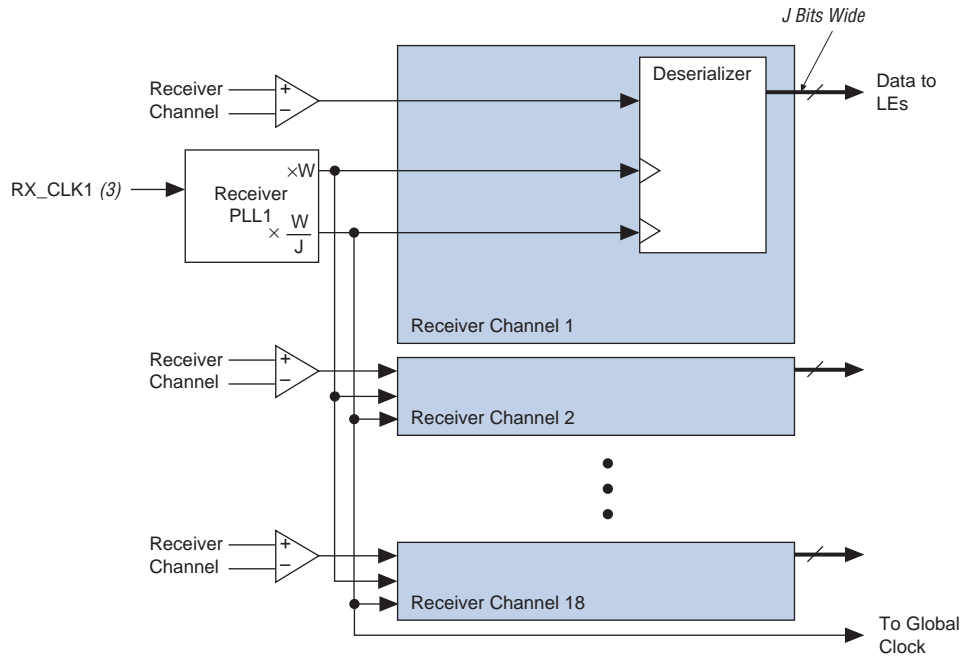 J Bits Wide
Deserializer
Data to
LEs
Receiver
Channel
+
−
×W
RX_CLK1 (3)
Receiver
PLL1
× W
J
Receiver Channel 1
Receiver
Channel
+
−
Receiver Channel 2
Receiver
Channel
+
−
Receiver Channel 18
To Global
Clock